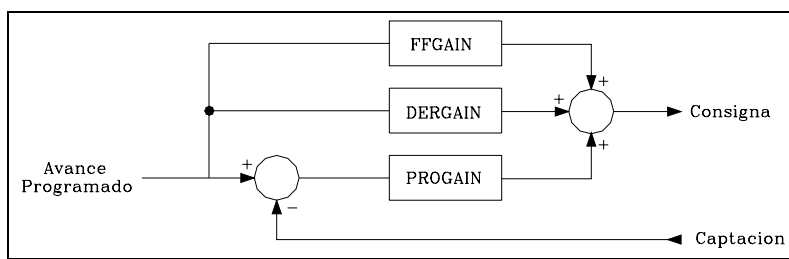 FFGAIN
+
+
DERGAIN
Consigna
+
Avance
Programado
+
PROGAIN
−
Captacion